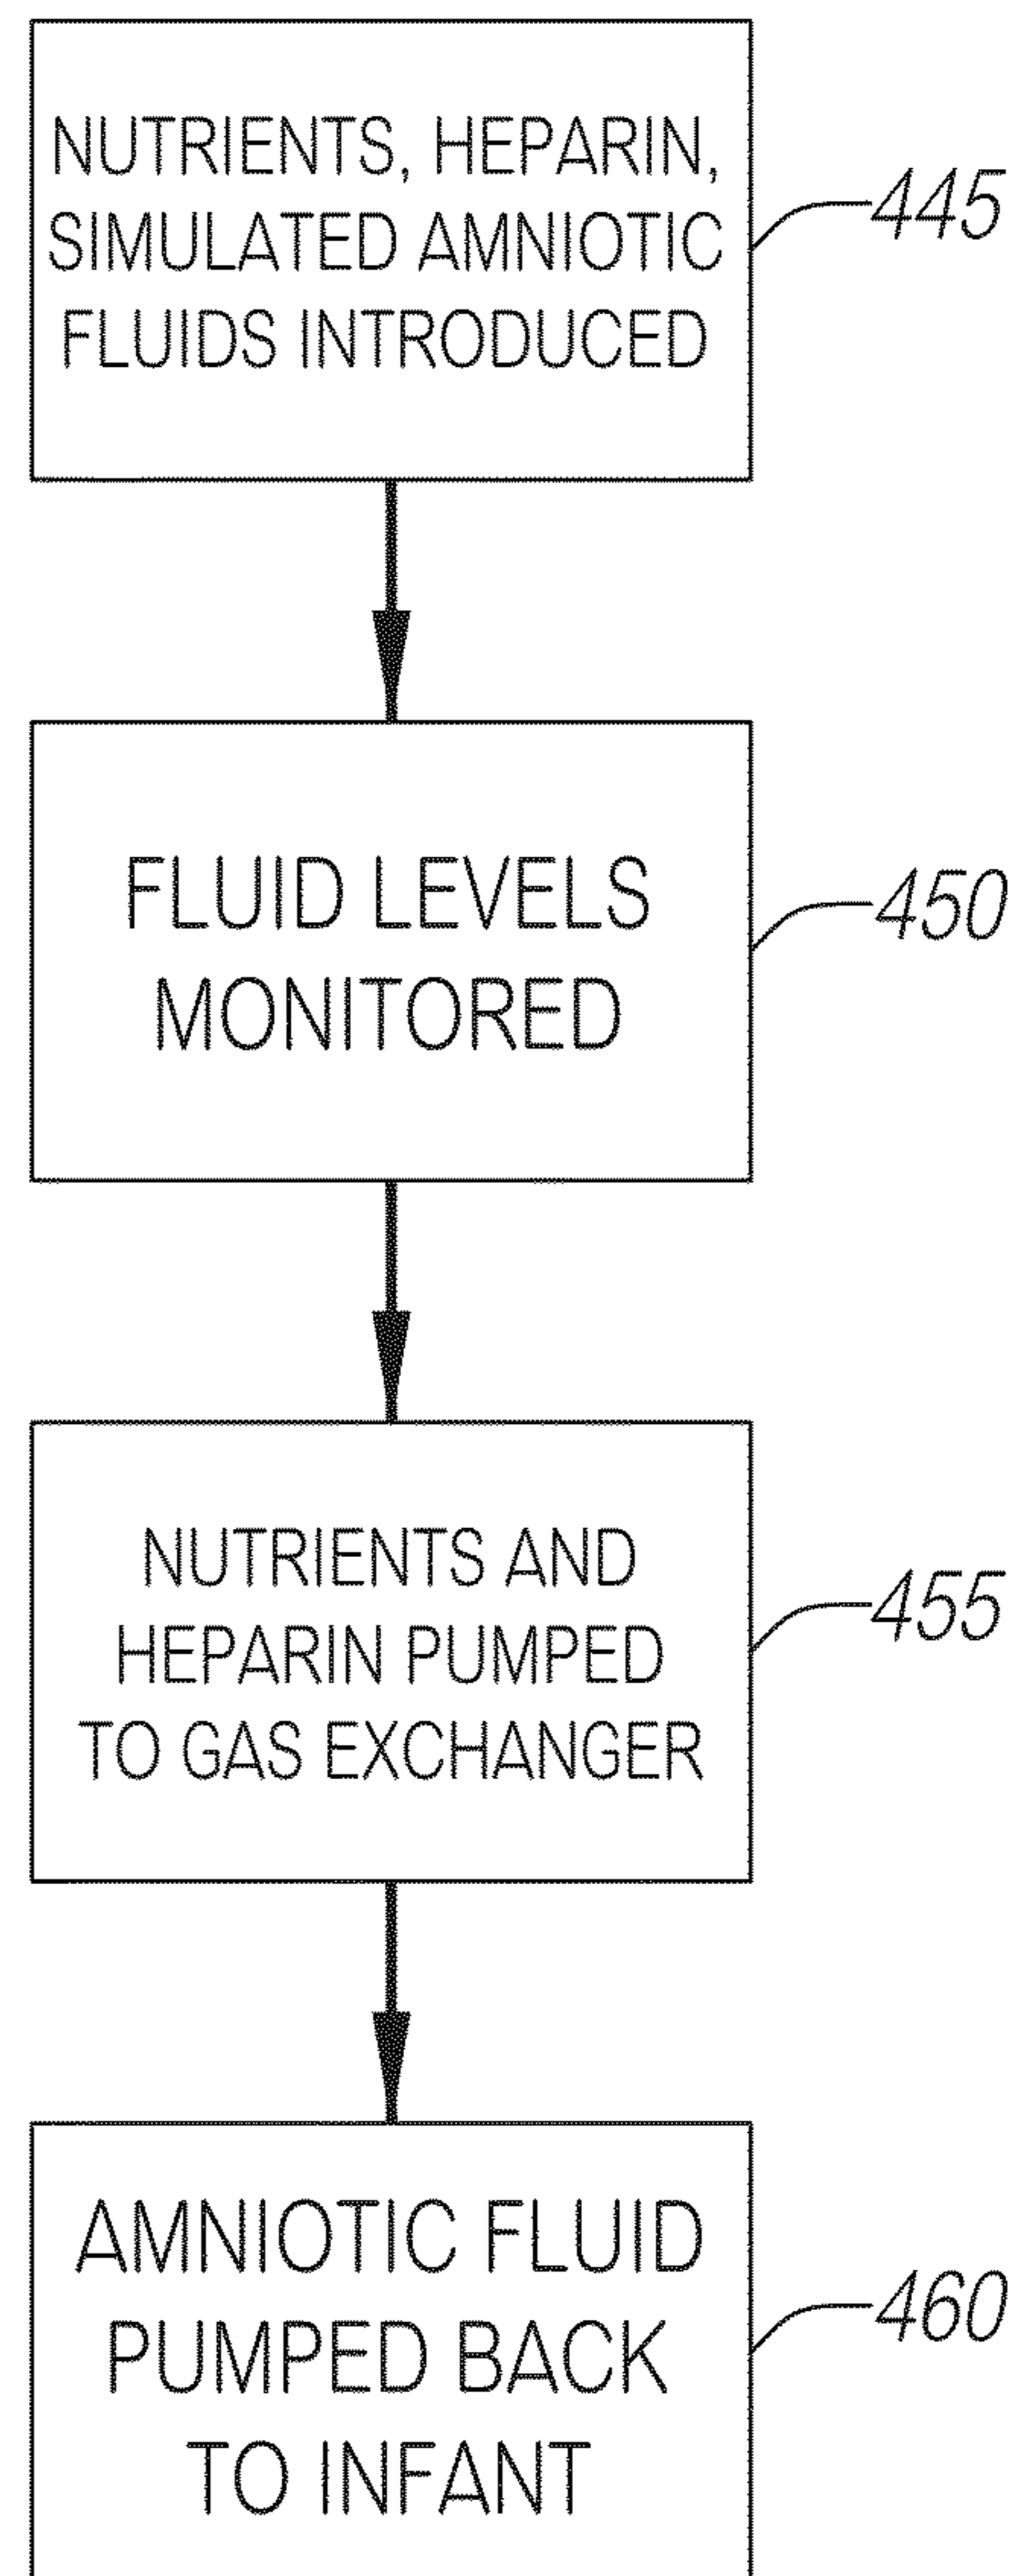 NUTRIENTS, HEPARIN,
SIMULATED AMNIOTIC
FLUIDS INTRODUCED
445
FLUID LEVELS
MONITORED
450
NUTRIENTS AND
HEPARIN PUMPED
TO GAS EXCHANGER
455
AMNIOTIC FLUID
PUMPED BACK
TO INFANT
460